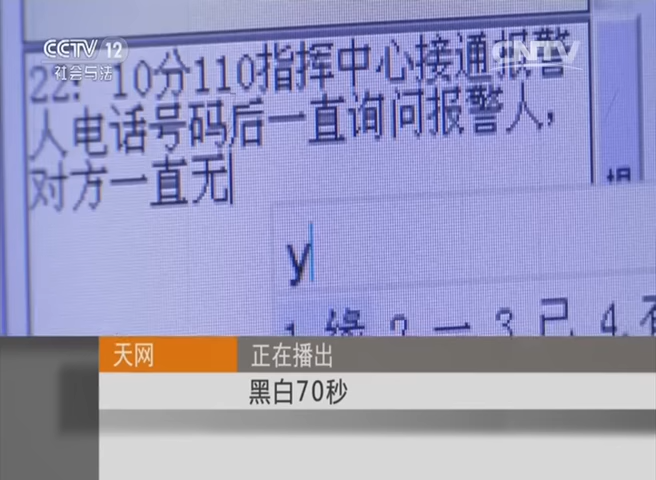 CCTV 12
社会与法
CNTV
22: 10分110指挥中心接通报警
人电话号码后一直询问报警人,
对方一直无
y
1.缘 2.一 3.已 4.
天网
正在播出
黑白70秒